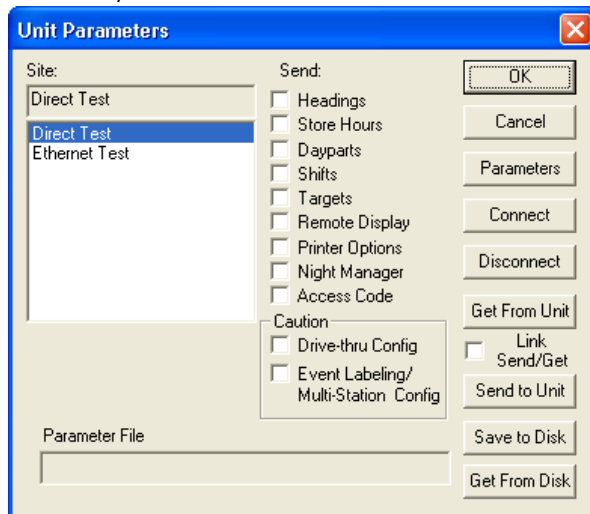 Unit Parameters
Site:
Direct Test
Direct Test
Ethernet Test
Send:
Headings
Store Hours
Dayparts
Shifts
Targets
Remote Display
Printer Options
Night Manager
Access Code
Caution
Drive-thru Config
Event Labeling/
Multi-Station Config
OK
Cancel
Parameters
Connect
Disconnect
Get From Unit
Link
Send/Get
Send to Unit
Save to Disk
Get From Disk
Parameter File